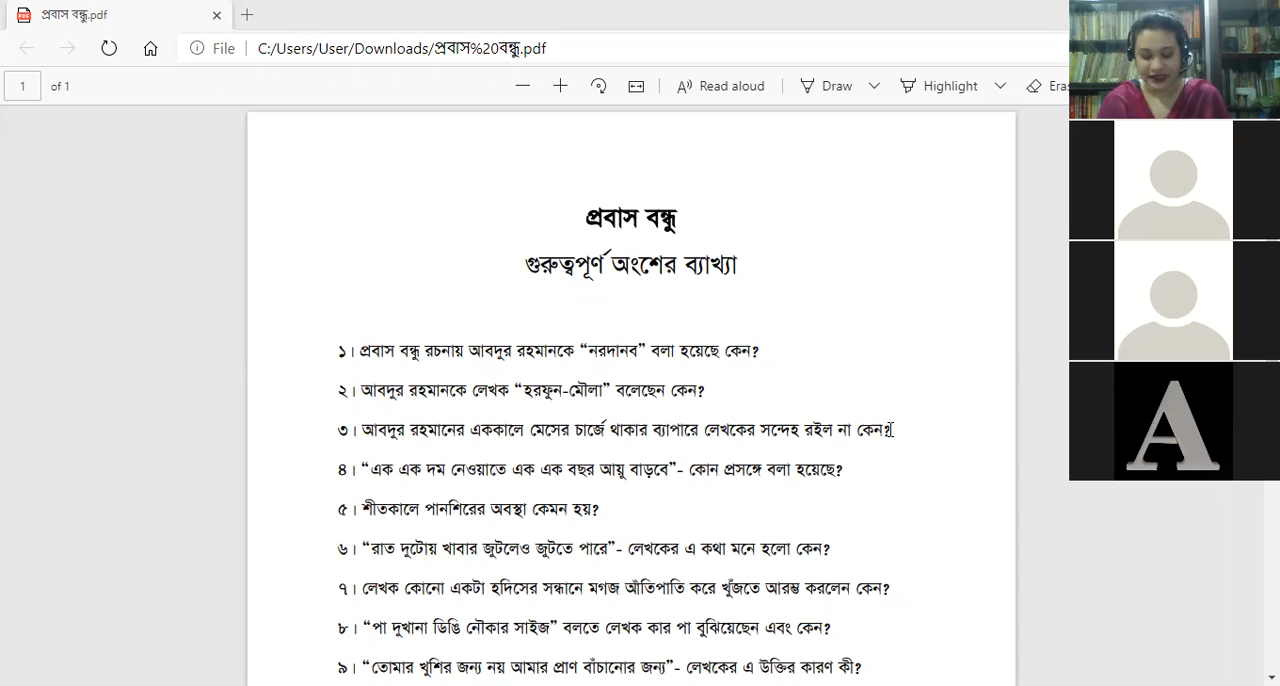 প্রবাস বন্ধু.pdf
File C:/Users/User/Downloads/প্রবাস%20বন্ধু.pdf
1 of 1 Read aloud Draw Highlight
প্রবাস বন্ধু
গুরুত্বপূর্ণ অংশের ব্যাখ্যা
১। প্রবাস বন্ধু রচনায় আবদুর রহমানকে “নরদানব” বলা হয়েছে কেন?
২। আবদুর রহমানকে লেখক “হরফুন-মৌলা” বলেছেন কেন?
৩। আবদুর রহমানের এককালে মেসের চার্জে থাকার ব্যাপারে লেখকের সন্দেহ রইল না কেন?
৪। “এক এক দম নেওয়াতে এক এক বছর আয়ু বাড়বে”- কোন প্রসঙ্গে বলা হয়েছে?
৫। শীতকালে পানশিরের অবস্থা কেমন হয়?
৬। “রাত দুটোয় খাবার জুটলেও জুটতে পারে”- লেখকের এ কথা মনে হলো কেন?
৭। লেখক কোনো একটা হদিসের সন্ধানে মগজ আঁতিপাতি করে খুঁজতে আরম্ভ করলেন কেন?
৮। “পা দুখানা ডিঙি নৌকার সাইজ” বলতে লেখক কার পা বুঝিয়েছেন এবং কেন?
৯। “তোমার খুশির জন্য নয় আমার প্রাণ বাঁচানোর জন্য”- লেখকের এ উক্তির কারণ কী?
A